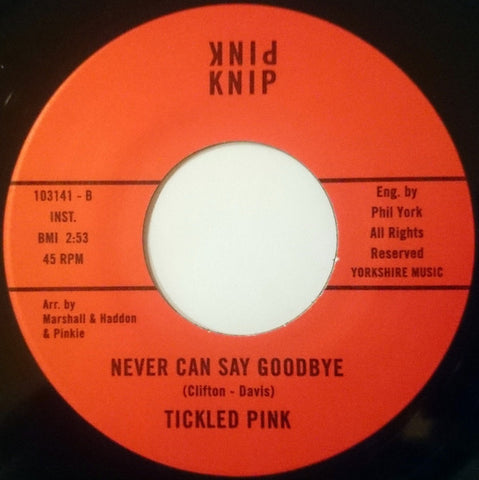 PINK
KNIP
103141 - B
INST.
BMI 2:53
45 RPM
Eng. by
Phil York
All Rights
Reserved
YORKSHIRE MUSIC
Arr. by
Marshall & Haddon
& Pinkie
NEVER CAN SAY GOODBYE
(Clifton - Davis)
TICKLED PINK